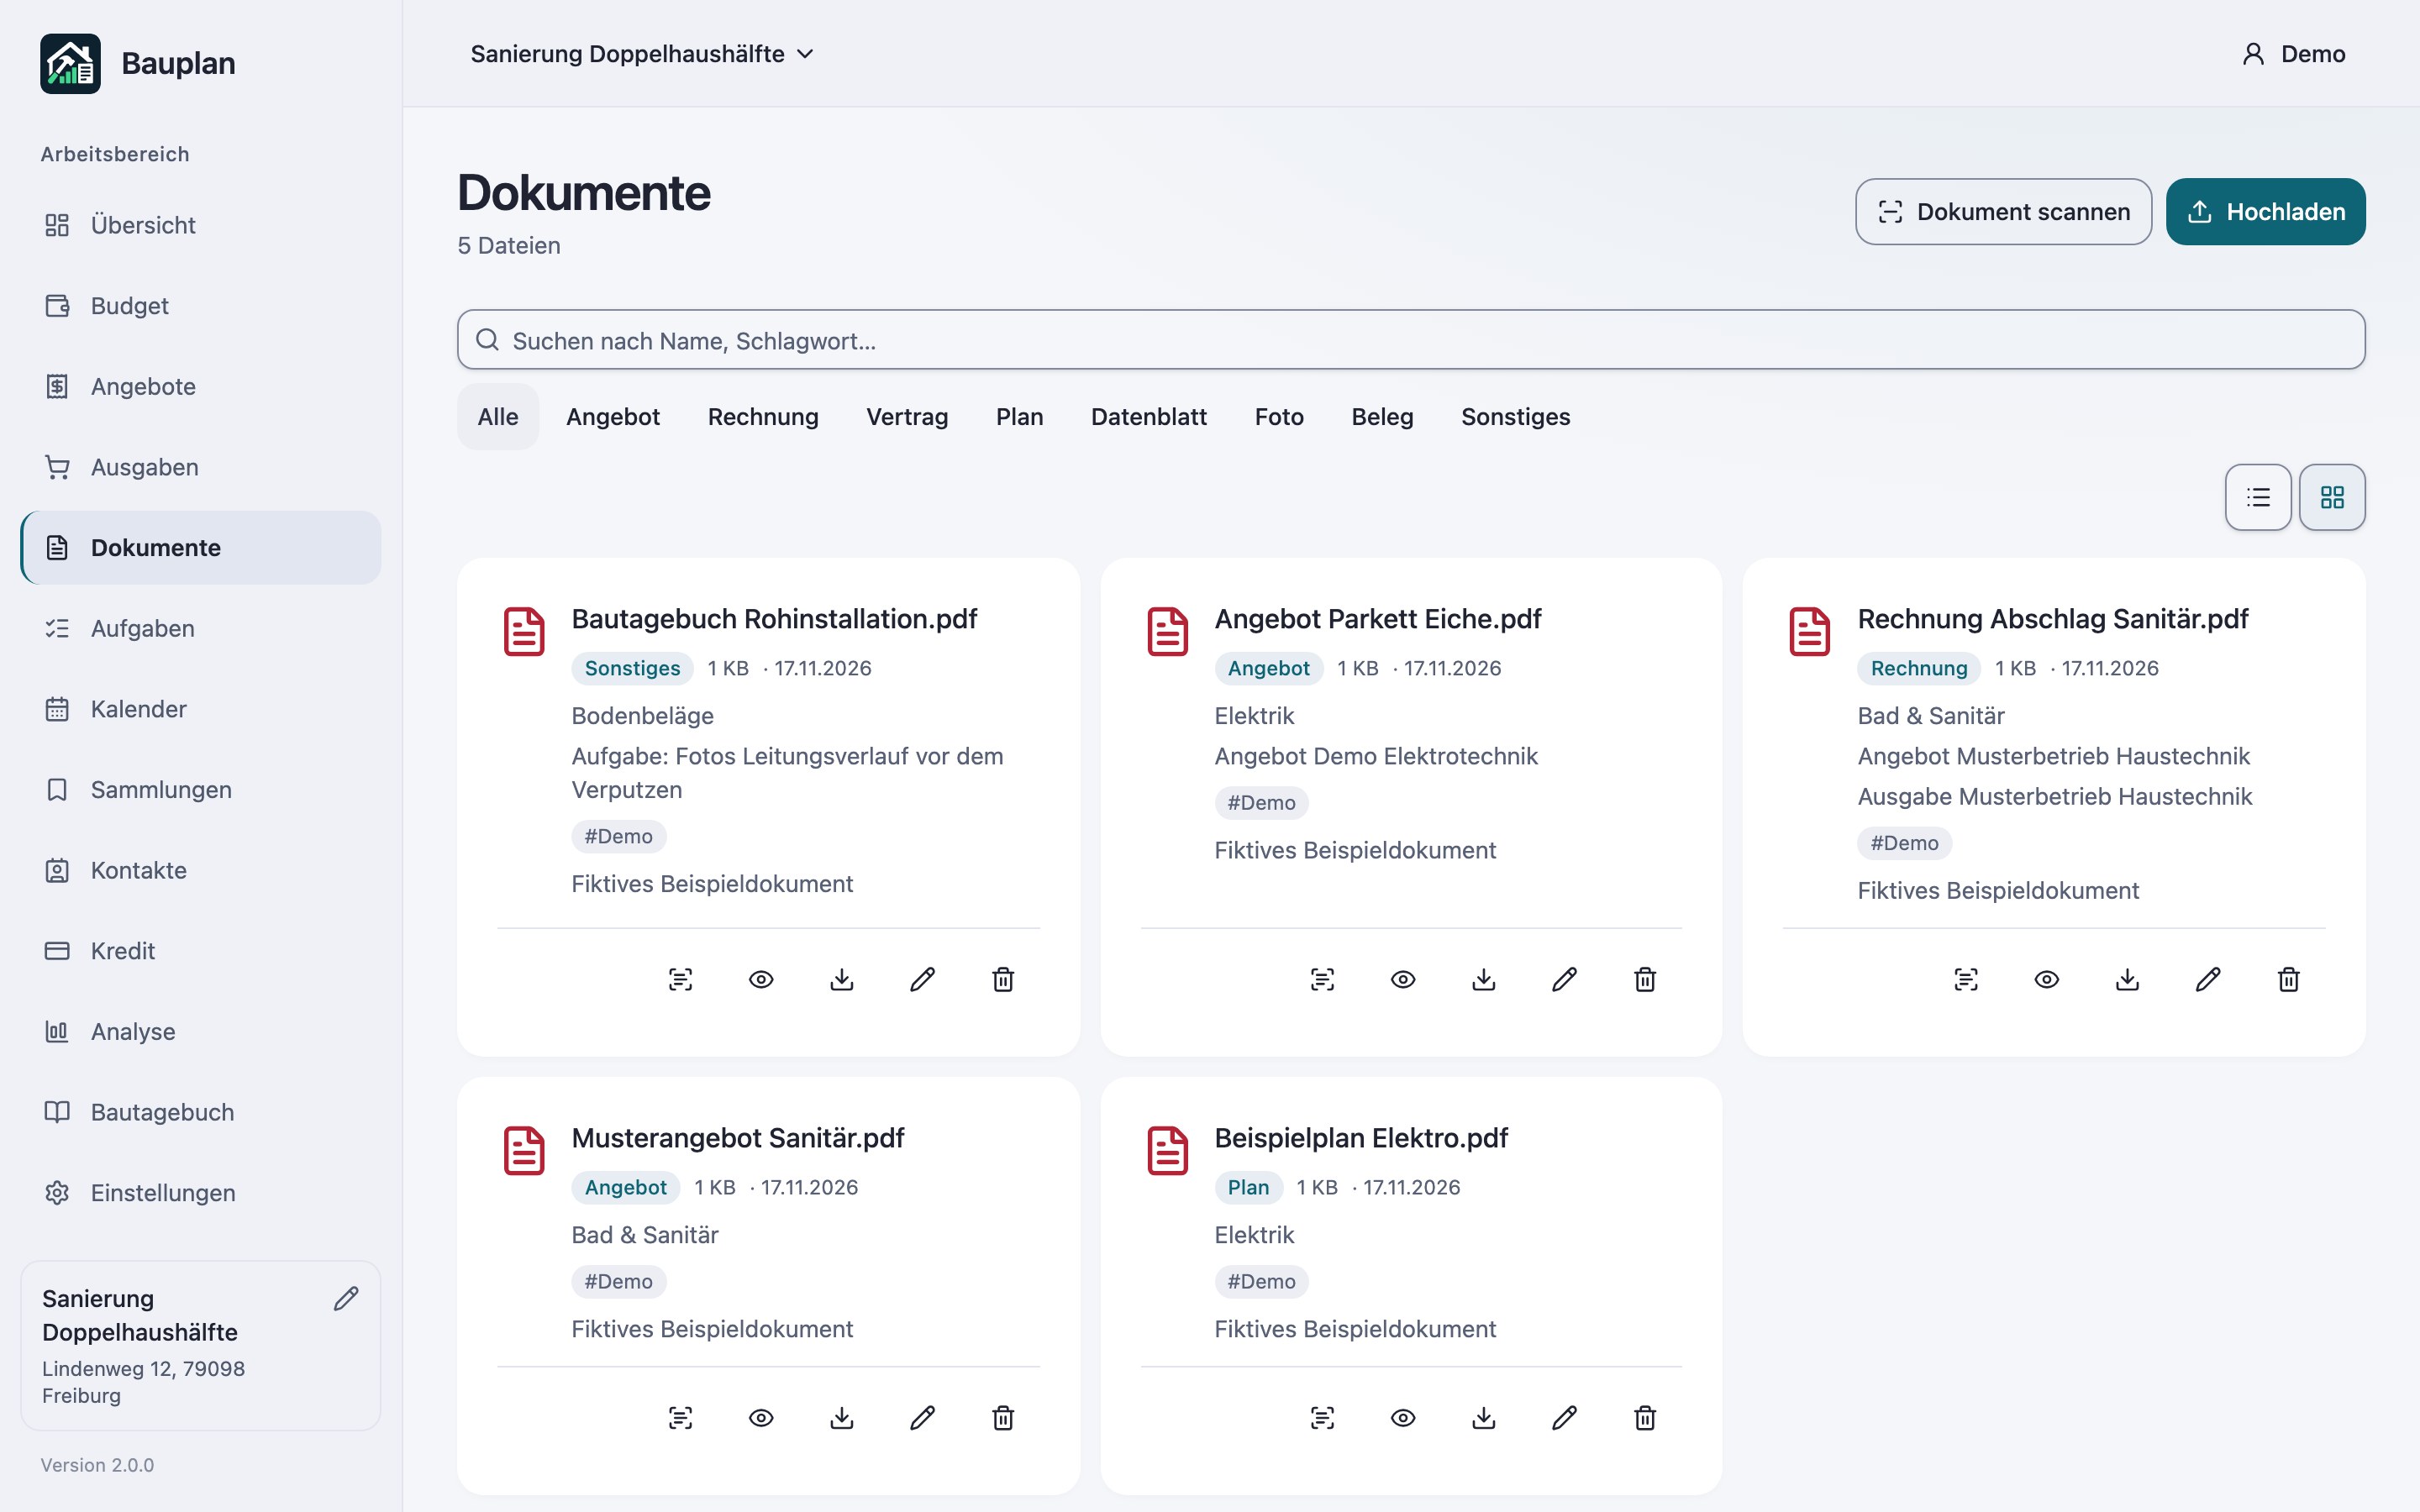 Bauplan
Arbeitsbereich
Übersicht
Budget
Angebote
Ausgaben
Dokumente
Aufgaben
Kalender
Sammlungen
Kontakte
Kredit
Analyse
Bautagebuch
Einstellungen
Sanierung
Doppelhaushälfte
Lindenweg 12, 79098
Freiburg
Version 2.0.0
Sanierung Doppelhaushälfte
Demo
Dokumente
5 Dateien
Dokument scannen
Hochladen
Suchen nach Name, Schlagwort...
Alle Angebot Rechnung Vertrag Plan Datenblatt Foto Beleg Sonstiges
Bautagebuch Rohinstallation.pdf
Sonstiges 1 KB · 17.11.2026
Bodenbeläge
Aufgabe: Fotos Leitungsverlauf vor dem
Verputzen
#Demo
Fiktives Beispieldokument
Angebot Parkett Eiche.pdf
Angebot 1 KB · 17.11.2026
Elektrik
Angebot Demo Elektrotechnik
#Demo
Fiktives Beispieldokument
Rechnung Abschlag Sanitär.pdf
Rechnung 1 KB · 17.11.2026
Bad & Sanitär
Angebot Musterbetrieb Haustechnik
Ausgabe Musterbetrieb Haustechnik
#Demo
Fiktives Beispieldokument
Musterangebot Sanitär.pdf
Angebot 1 KB · 17.11.2026
Bad & Sanitär
#Demo
Fiktives Beispieldokument
Beispielplan Elektro.pdf
Plan 1 KB · 17.11.2026
Elektrik
#Demo
Fiktives Beispieldokument